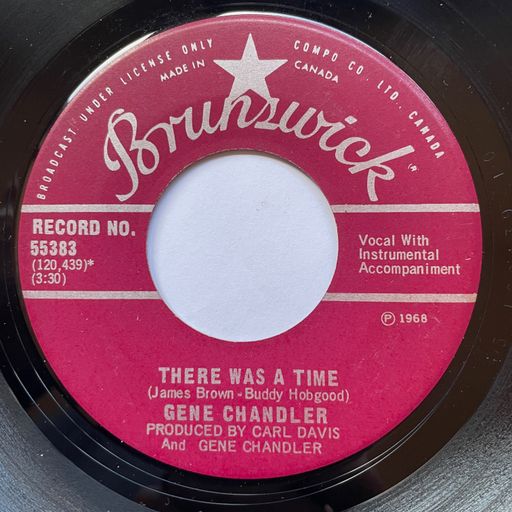 BROADCAST UNDER LICENSE ONLY
COMPO CO. LTD., CANADA
MADE IN CANADA
Brunswick
RECORD NO.
55383
(120,439)*
(3:30)
Vocal With
Instrumental
Accompaniment
℗ 1968
THERE WAS A TIME
(James Brown - Buddy Hobgood)
GENE CHANDLER
PRODUCED BY CARL DAVIS
And GENE CHANDLER